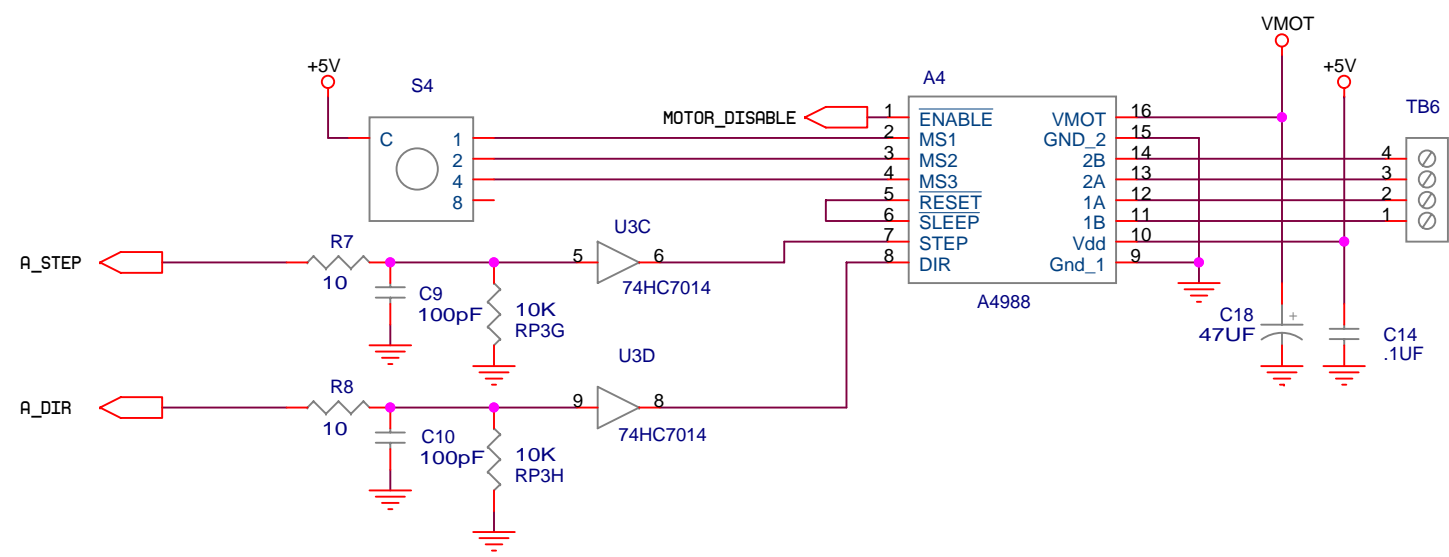 VMOT
+5V
+5V
S4
A4
TB6
MOTOR_DISABLE
C
1
2
4
8
1
2
3
4
5
6
7
8
ENABLE
MS1
MS2
MS3
RESET
SLEEP
STEP
DIR
VMOT
GND_2
2B
2A
1A
1B
Vdd
Gnd_1
16
15
14
13
12
11
10
9
4
3
2
1
A4988
A_STEP
R7
10
C9
100pF
10K
RP3G
5
U3C
6
74HC7014
C18
47UF
+
C14
.1UF
A_DIR
R8
10
C10
100pF
10K
RP3H
9
U3D
8
74HC7014